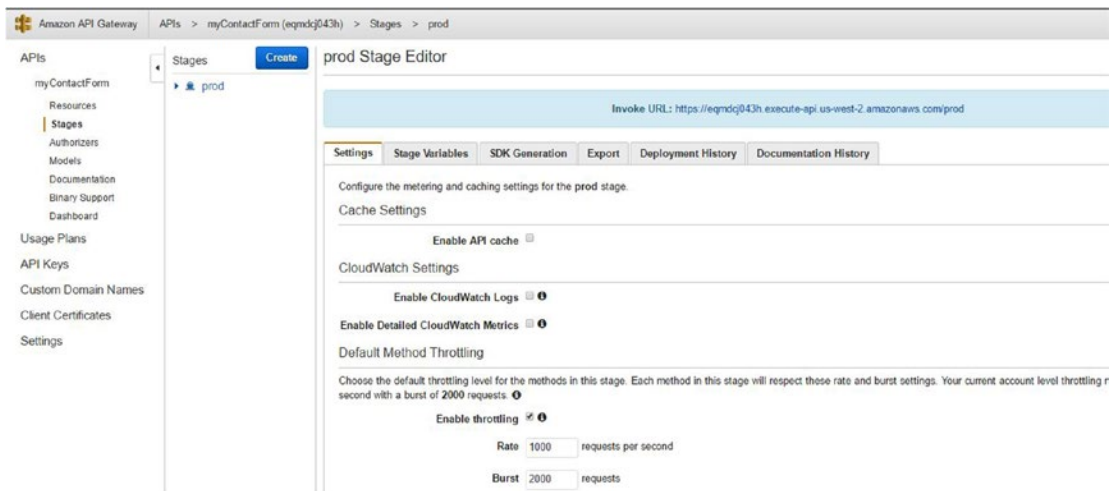 Amazon API Gateway
APIs > myContactForm (eqmdcj043h) > Stages > prod
APIs
myContactForm
Resources
Stages
Authorizers
Models
Documentation
Binary Support
Dashboard
Usage Plans
API Keys
Custom Domain Names
Client Certificates
Settings
Stages
Create
prod
prod Stage Editor
Invoke URL: https://eqmdcj043h.execute-api.us-west-2.amazonaws.com/prod
Settings
Stage Variables
SDK Generation
Export
Deployment History
Documentation History
Configure the metering and caching settings for the prod stage.
Cache Settings
Enable API cache
CloudWatch Settings
Enable CloudWatch Logs
Enable Detailed CloudWatch Metrics
Default Method Throttling
Choose the default throttling level for the methods in this stage. Each method in this stage will respect these rate and burst settings. Your current account level throttling
second with a burst of 2000 requests.
Enable throttling
Rate 1000 requests per second
Burst 2000 requests